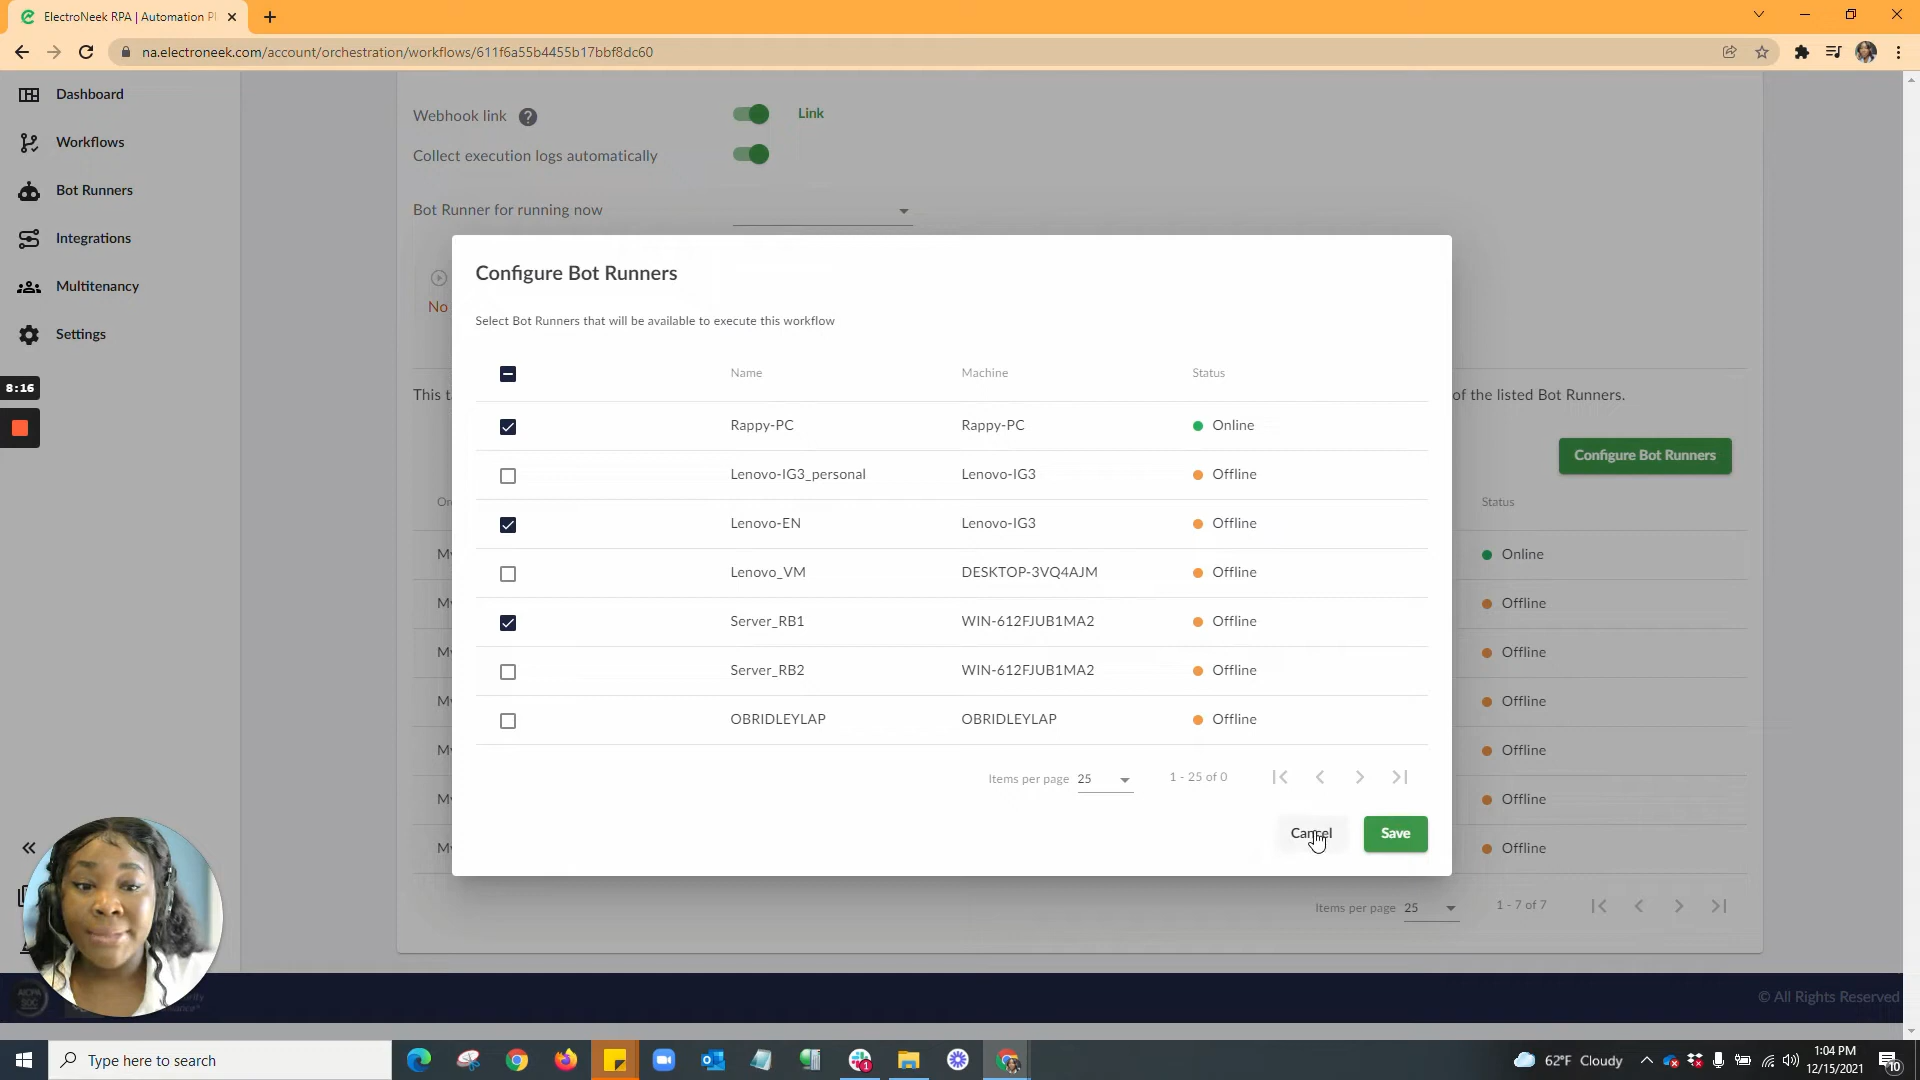 ElectroNeek RPA | Automation Pl
na.electroneek.com/account/orchestration/workflows/611f6a55b4455b17bbf8dc60
Dashboard
Workflows
Bot Runners
Integrations
Multitenancy
Settings
8:16
Webhook link ?
Link
Collect execution logs automatically
Bot Runner for running now
No
This t
of the listed Bot Runners.
Configure Bot Runners
Status
Online
Offline
Offline
Offline
Offline
Offline
Offline
Configure Bot Runners
Select Bot Runners that will be available to execute this workflow
Name Machine Status
Rappy-PC Rappy-PC Online
Lenovo-IG3_personal Lenovo-IG3 Offline
Lenovo-EN Lenovo-IG3 Offline
Lenovo_VM DESKTOP-3VQ4AJM Offline
Server_RB1 WIN-612FJUB1MA2 Offline
Server_RB2 WIN-612FJUB1MA2 Offline
OBRIDLEYLAP OBRIDLEYLAP Offline
Items per page 25 1 - 25 of 0
Cancel Save
Items per page 25 1 - 7 of 7
© All Rights Reserved
Type here to search
62°F Cloudy
1:04 PM
12/15/2021
10